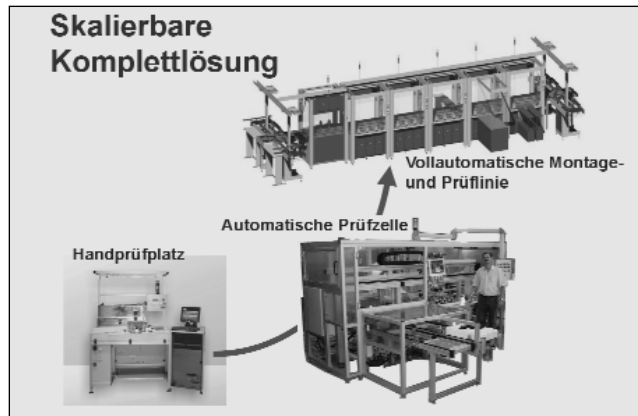 Skalierbare
Komplettlösung
Vollautomatische Montage-
und Prüflinie
Automatische Prüfzelle
Handprüfplatz